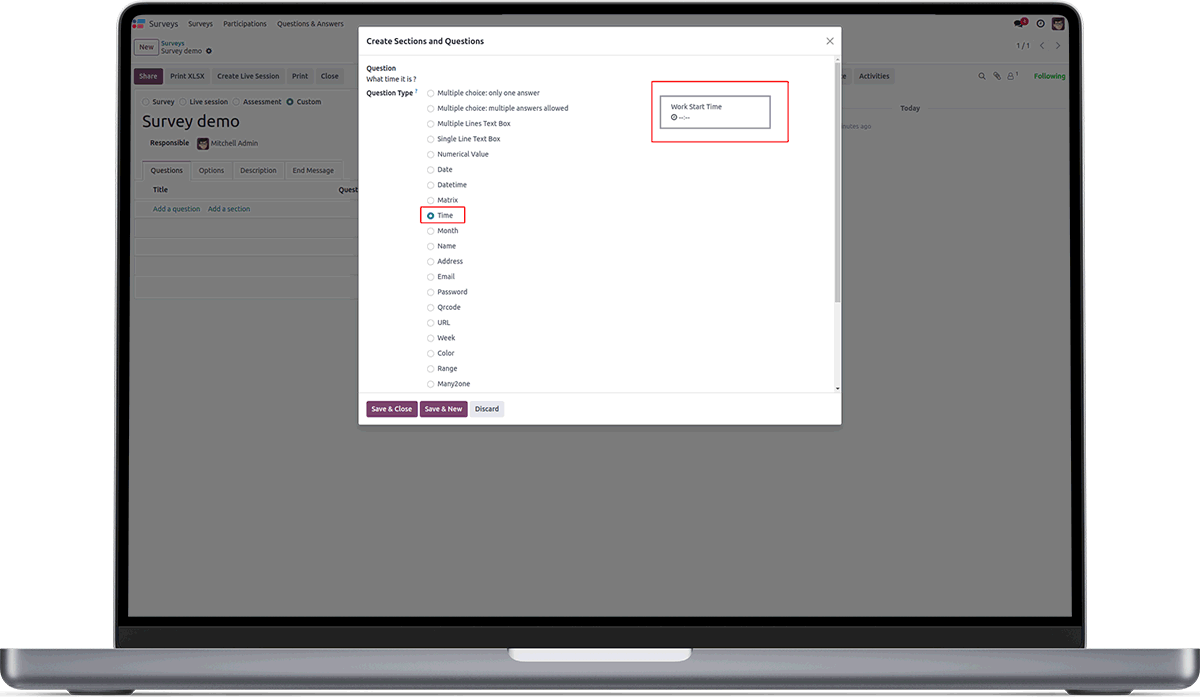 Surveys Surveys Participations Questions & Answers
1
New Surveys
Survey demo
1 / 1
Share Print XLSX Create Live Session Print Close
Activities
1
Following
Survey Live session Assessment Custom
Survey demo
Responsible Mitchell Admin
Questions Options Description End Message
Title
Add a question Add a section
Today
ago
Create Sections and Questions
Question
What time it is ?
Question Type ?
Multiple choice: only one answer
Multiple choice: multiple answers allowed
Multiple Lines Text Box
Single Line Text Box
Numerical Value
Date
Datetime
Matrix
Time
Month
Name
Address
Email
Password
Qrcode
URL
Week
Color
Range
Many2one
Work Start Time
--:--
Save & Close Save & New Discard